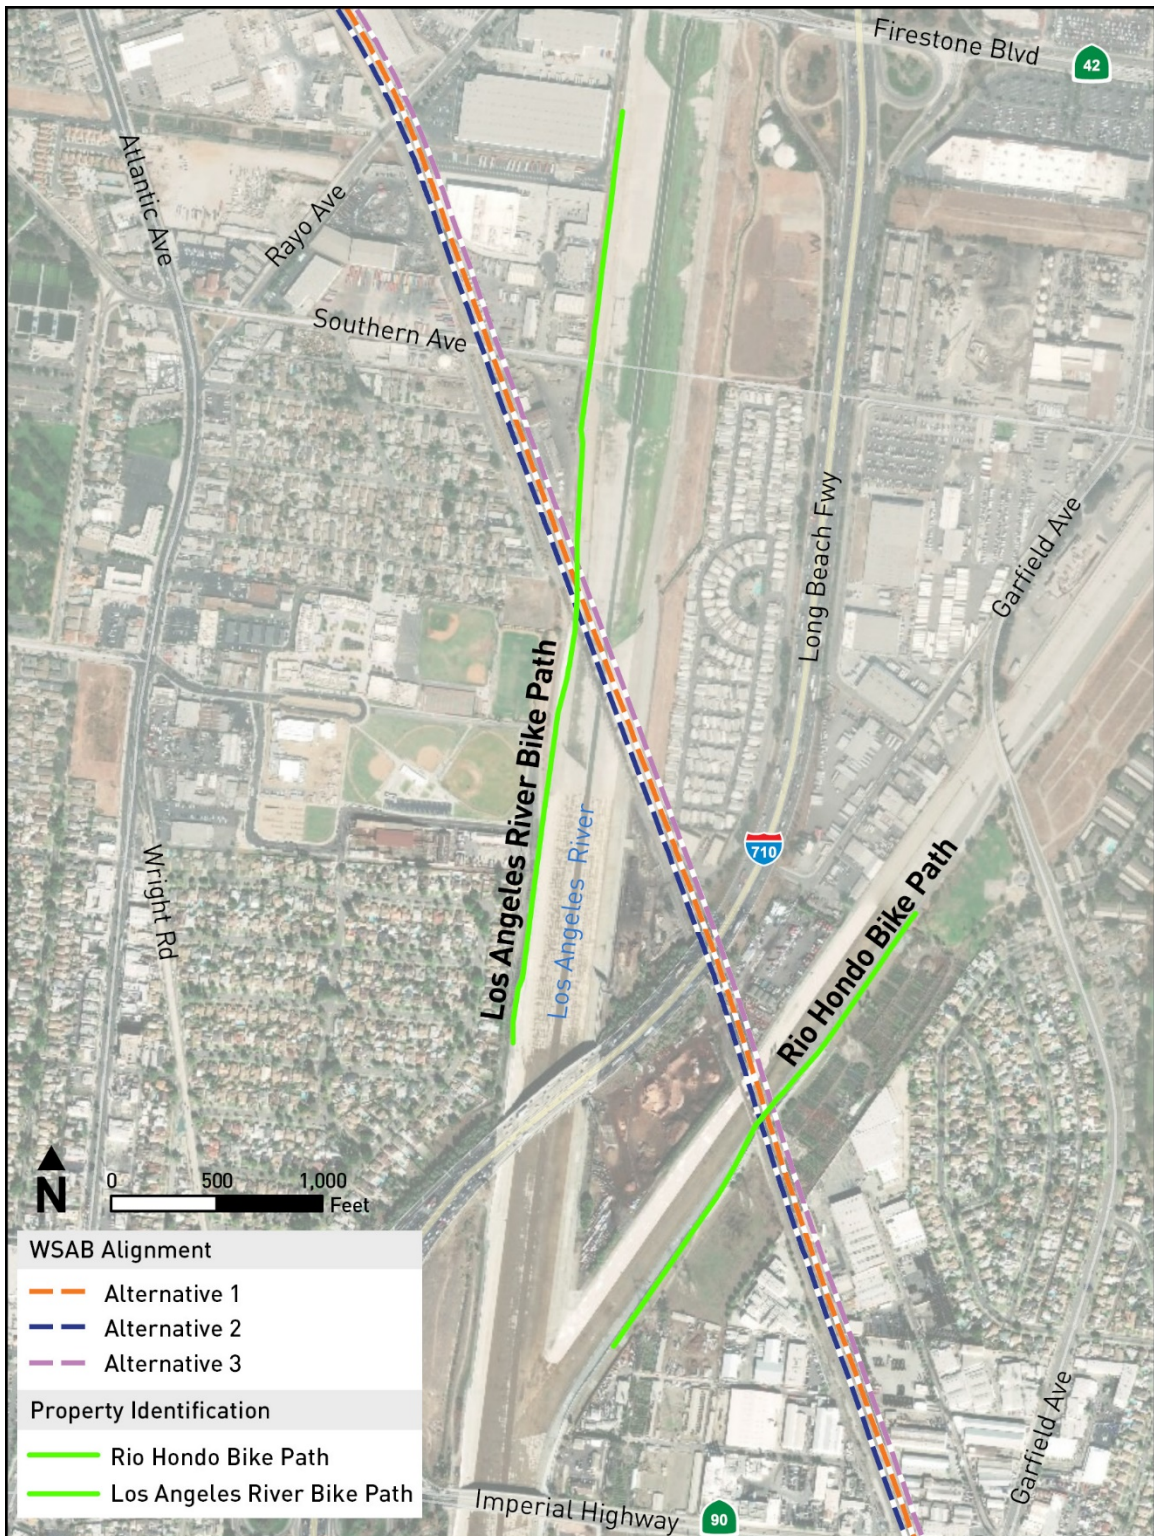 Firestone Blvd
42
Atlantic Ave
Rayo Ave
Southern Ave
Long Beach Fwy
Garfield Ave
Los Angeles River Bike Path
Los Angeles River
710
Rio Hondo Bike Path
Wright Rd
N
0 500 1,000
Feet
WSAB Alignment
Alternative 1
Alternative 2
Alternative 3
Property Identification
Rio Hondo Bike Path
Los Angeles River Bike Path
Garfield Ave
Imperial Highway
90